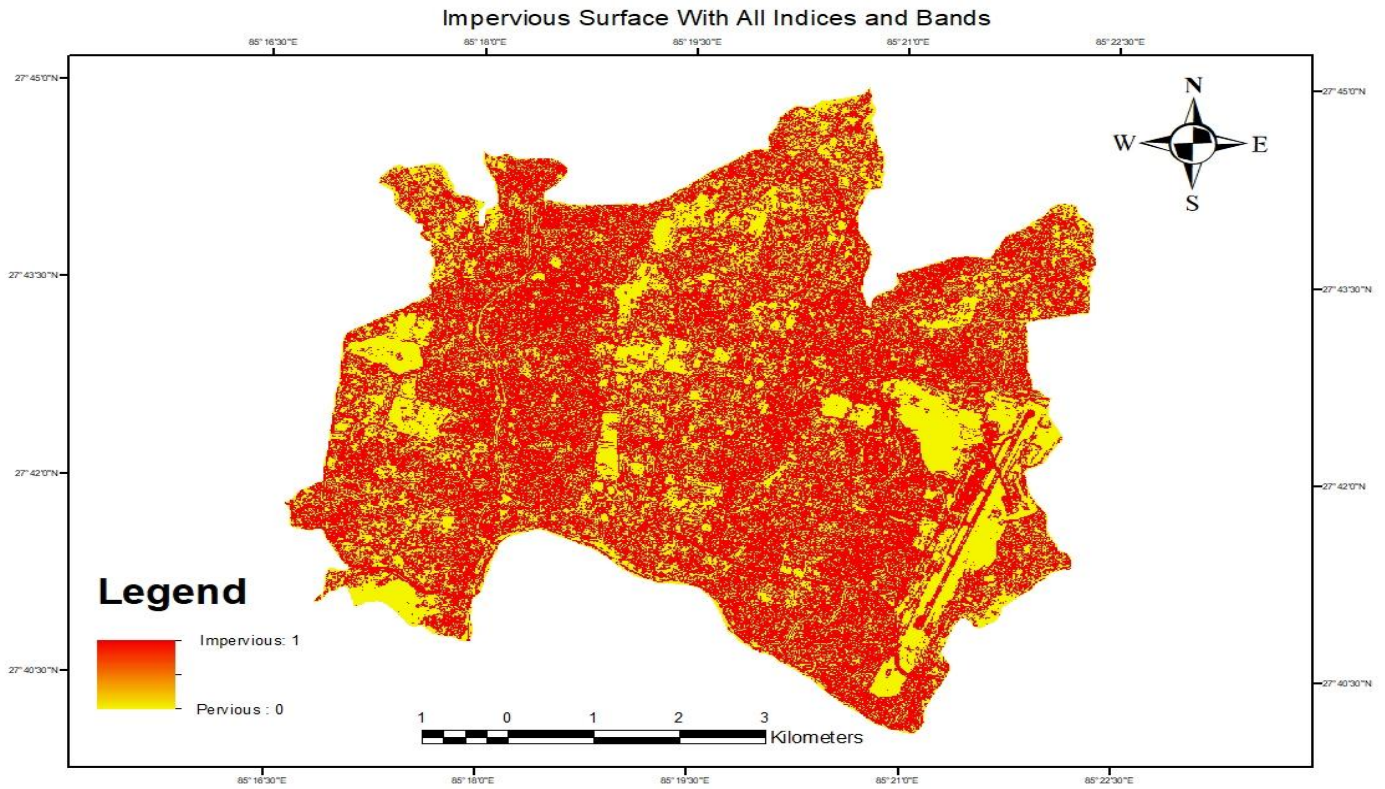 Impervious Surface With All Indices and Bands
85°16'30"E 85°18'0"E 85°19'30"E 85°21'0"E 85°22'30"E
27°45'0"N 27°45'0"N
N
W E
S
27°43'30"N 27°43'30"N
27°42'0"N 27°42'0"N
Legend
Impervious: 1
Pervious : 0
27°40'30"N 27°40'30"N
1 0 1 2 3
Kilometers
85°16'30"E 85°18'0"E 85°19'30"E 85°21'0"E 85°22'30"E